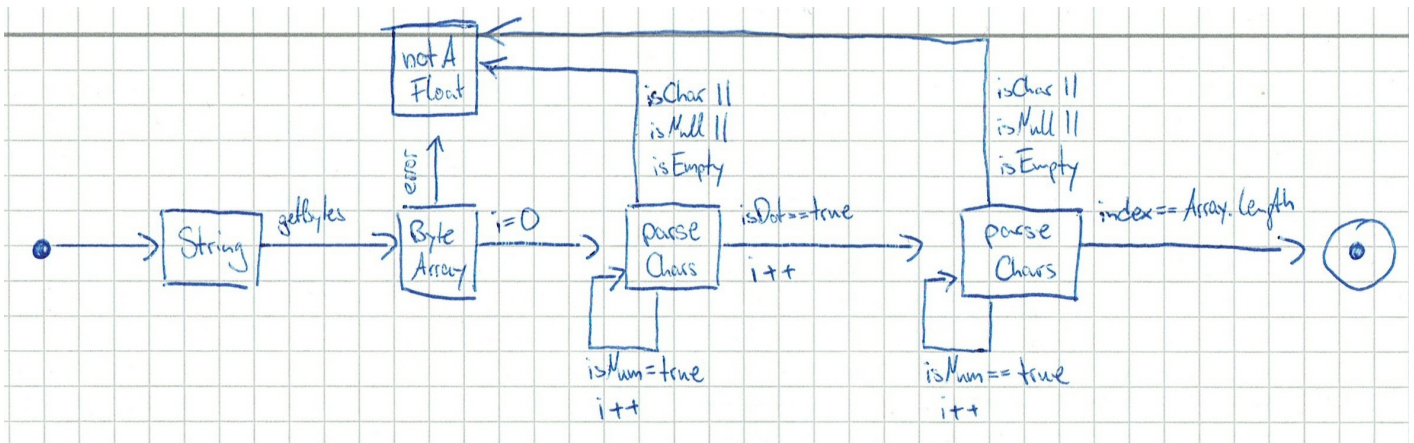 not A
Float
isChar ||
isNull ||
isEmpty
isChar ||
isNull ||
isEmpty
error
String
getBytes
Byte
Array
i=0
parse
Chars
isDot==true
i++
parse
Chars
index== Array.length
isNum=true
i++
isNum==true
i++